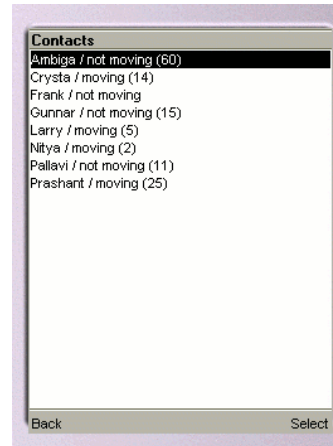 Contacts
Ambiga / not moving (60)
Crysta / moving (14)
Frank / not moving
Gunnar / not moving (15)
Larry / moving (5)
Nitya / moving (2)
Pallavi / not moving (11)
Prashant / moving (25)
Back Select